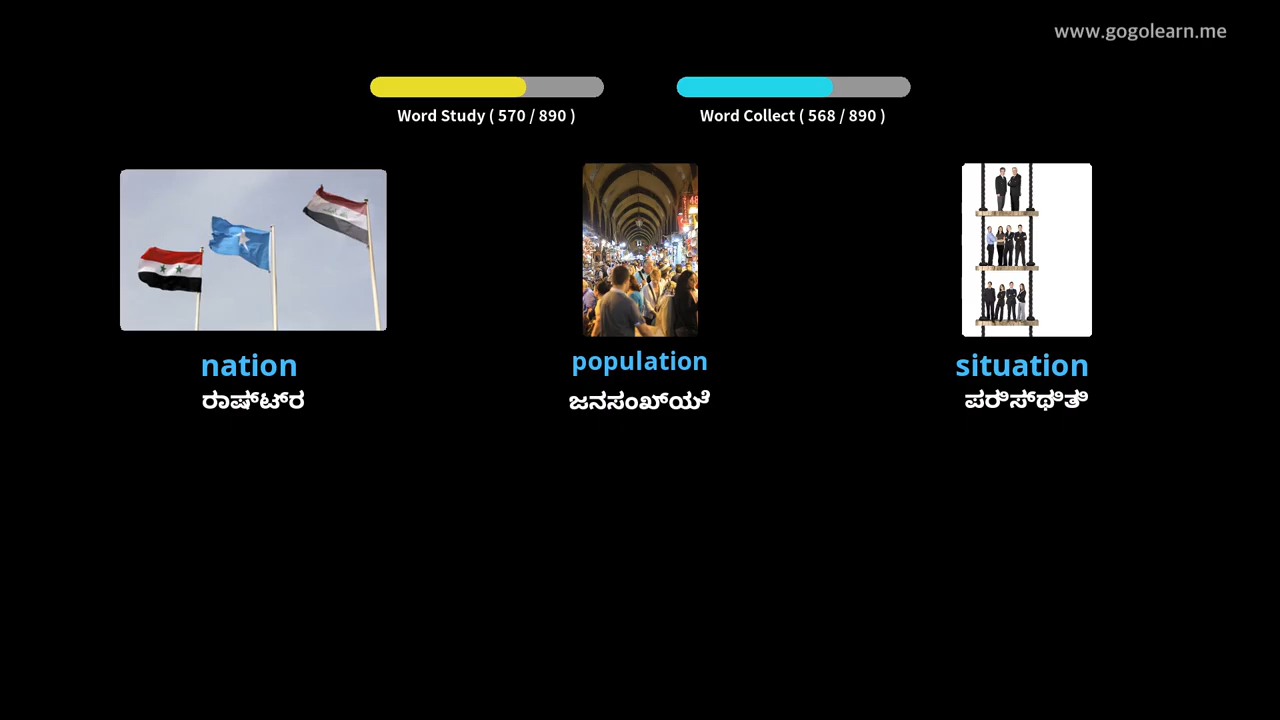 www.gogolearn.me
Word Study ( 570 / 890 )
Word Collect ( 568 / 890 )
nation
population
situation
ರಾಷ್ಟ್ರ
ಜನಸಂಖ್ಯೆ
ಪರಿಸ್ಥಿತಿ